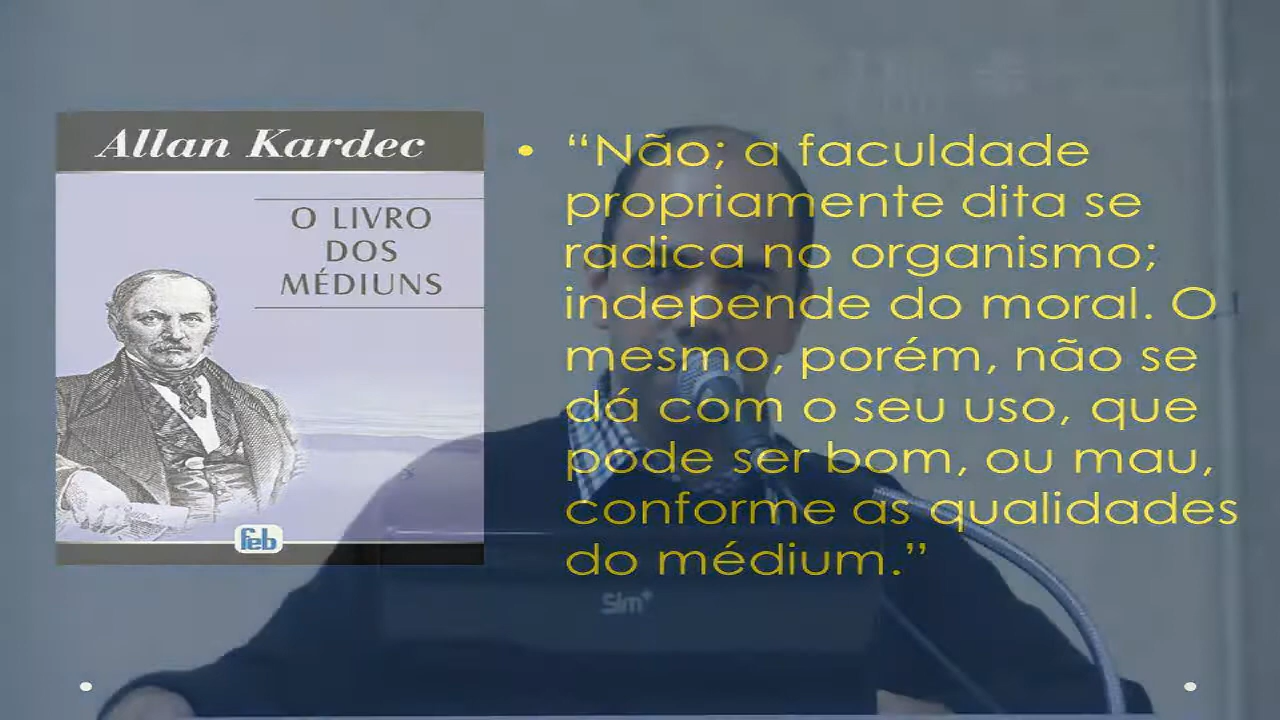 Allan Kardec
O LIVRO
DOS
MÉDIUNS
feb
• “Não; a faculdade
propriamente dita se
radica no organismo;
independe do moral. O
mesmo, porém, não se
dá com o seu uso, que
pode ser bom, ou mau,
conforme as qualidades
do médium.”
Sim+